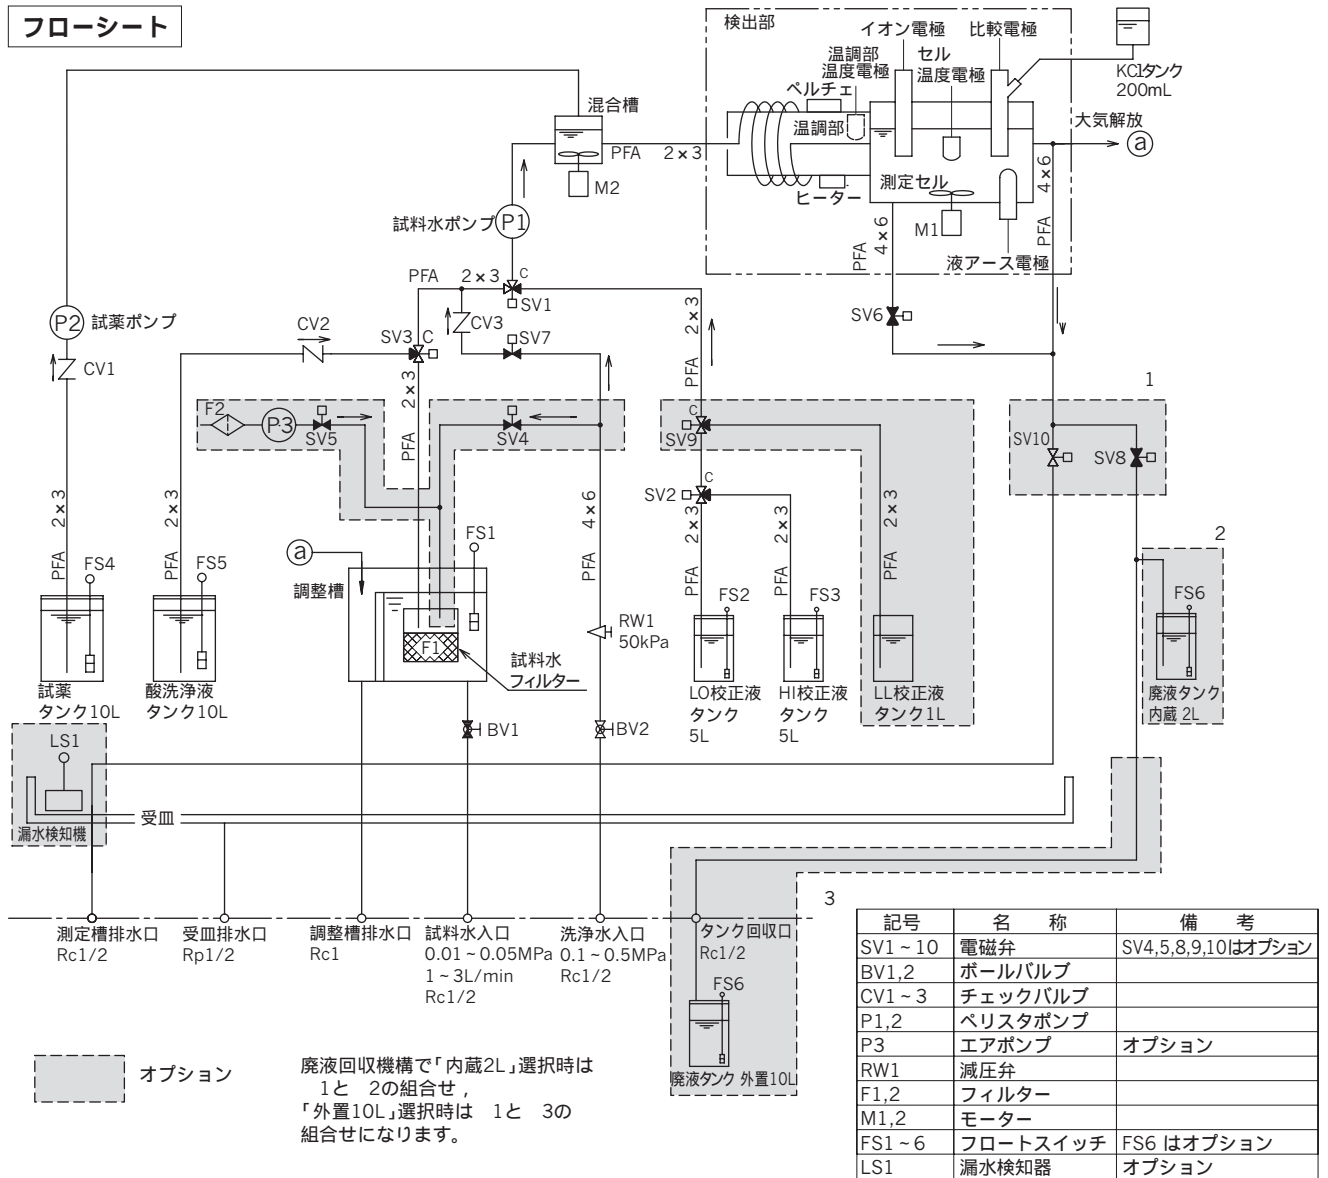 フローシート
検出部
イオン電極
比較電極
温調部
温度電極
セル
温度電極
KClタンク
200mL
ペルチェ
温調部
大気解放
ⓐ
混合槽
PFA
2×3
M2
測定セル
ヒーター
M1
液アース電極
4×6
PFA
4×6
PFA
試料水ポンプ
P1
PFA
2×3
C
SV1
P2
試薬ポンプ
CV1
CV2
SV3
C
CV3
SV7
2×3
PFA
SV6
2×3
PFA
F2
P3
SV5
SV4
C
SV9
SV2
C
1
SV10
SV8
2×3
PFA
2×3
PFA
4×6
PFA
2×3
PFA
2×3
PFA
2×3
PFA
2
FS4
FS5
ⓐ
調整槽
FS1
F1
試料水
フィルター
RW1
50kPa
FS2
FS3
FS6
試薬
タンク10L
酸洗浄液
タンク10L
LO校正液
タンク
5L
HI校正液
タンク
5L
LL校正液
タンク1L
廃液タンク
内蔵 2L
BV1
BV2
LS1
漏水検知機
受皿
3
測定槽排水口
Rc1/2
受皿排水口
Rp1/2
調整槽排水口
Rc1
試料水入口
0.01~0.05MPa
1~3L/min
Rc1/2
洗浄水入口
0.1~0.5MPa
Rc1/2
タンク回収口
Rc1/2
FS6
廃液タンク 外置10L
オプション
廃液回収機構で「内蔵2L」選択時は
1と 2の組合せ,
「外置10L」選択時は 1と 3の
組合せになります。
記号 名 称 備 考
SV1~10 電磁弁 SV4,5,8,9,10はオプション
BV1,2 ボールバルブ
CV1~3 チェックバルブ
P1,2 ペリスタポンプ
P3 エアポンプ オプション
RW1 減圧弁
F1,2 フィルター
M1,2 モーター
FS1~6 フロートスイッチ FS6 はオプション
LS1 漏水検知器 オプション